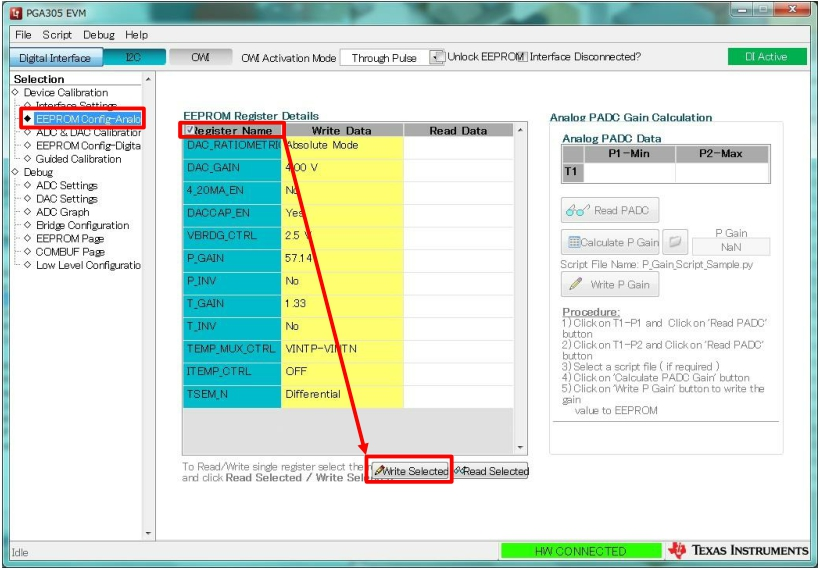 PGA305 EVM
File Script Debug Help
Digital Interface I2C OWI OWI Activation Mode Through Pulse Unlock EEPROM Interface Disconnected? DI Active
Selection
Device Calibration
Interface Settings
EEPROM Config-Analo
ADC & DAC Calibration
EEPROM Config-Digita
Guided Calibration
Debug
ADC Settings
DAC Settings
ADC Graph
Bridge Configuration
EEPROM Page
COMBUF Page
Low Level Configuratio
EEPROM Register Details
Register Name Write Data Read Data
DAC_RATIOMETRI Absolute Mode
DAC_GAIN 4.00 V
4_20MA_EN No
DACCAP_EN Yes
VBRDG_CTRL 2.5 V
P_GAIN 57.14
P_INV No
T_GAIN 1.33
T_INV No
TEMP_MUX_CTRL VINTP-VINTN
ITEMP_CTRL OFF
TSEM_N Differential
To Read/Write single register select the
and click Read Selected / Write Selected
Write Selected Read Selected
Analog PADC Gain Calculation
Analog PADC Data
P1-Min P2-Max
T1
Read PADC
Calculate P Gain
P Gain
NaN
Script File Name: P_Gain_Script_Sample.py
Write P Gain
Procedure:
1) Click on T1-P1 and Click on 'Read PADC'
button
2) Click on T1-P2 and Click on 'Read PADC'
button
3) Select a script file ( if required )
4) Click on 'Calculate PADC Gain' button
5) Click on 'Write P Gain' button to write the
gain
value to EEPROM
Idle
HW CONNECTED
TEXAS INSTRUMENTS